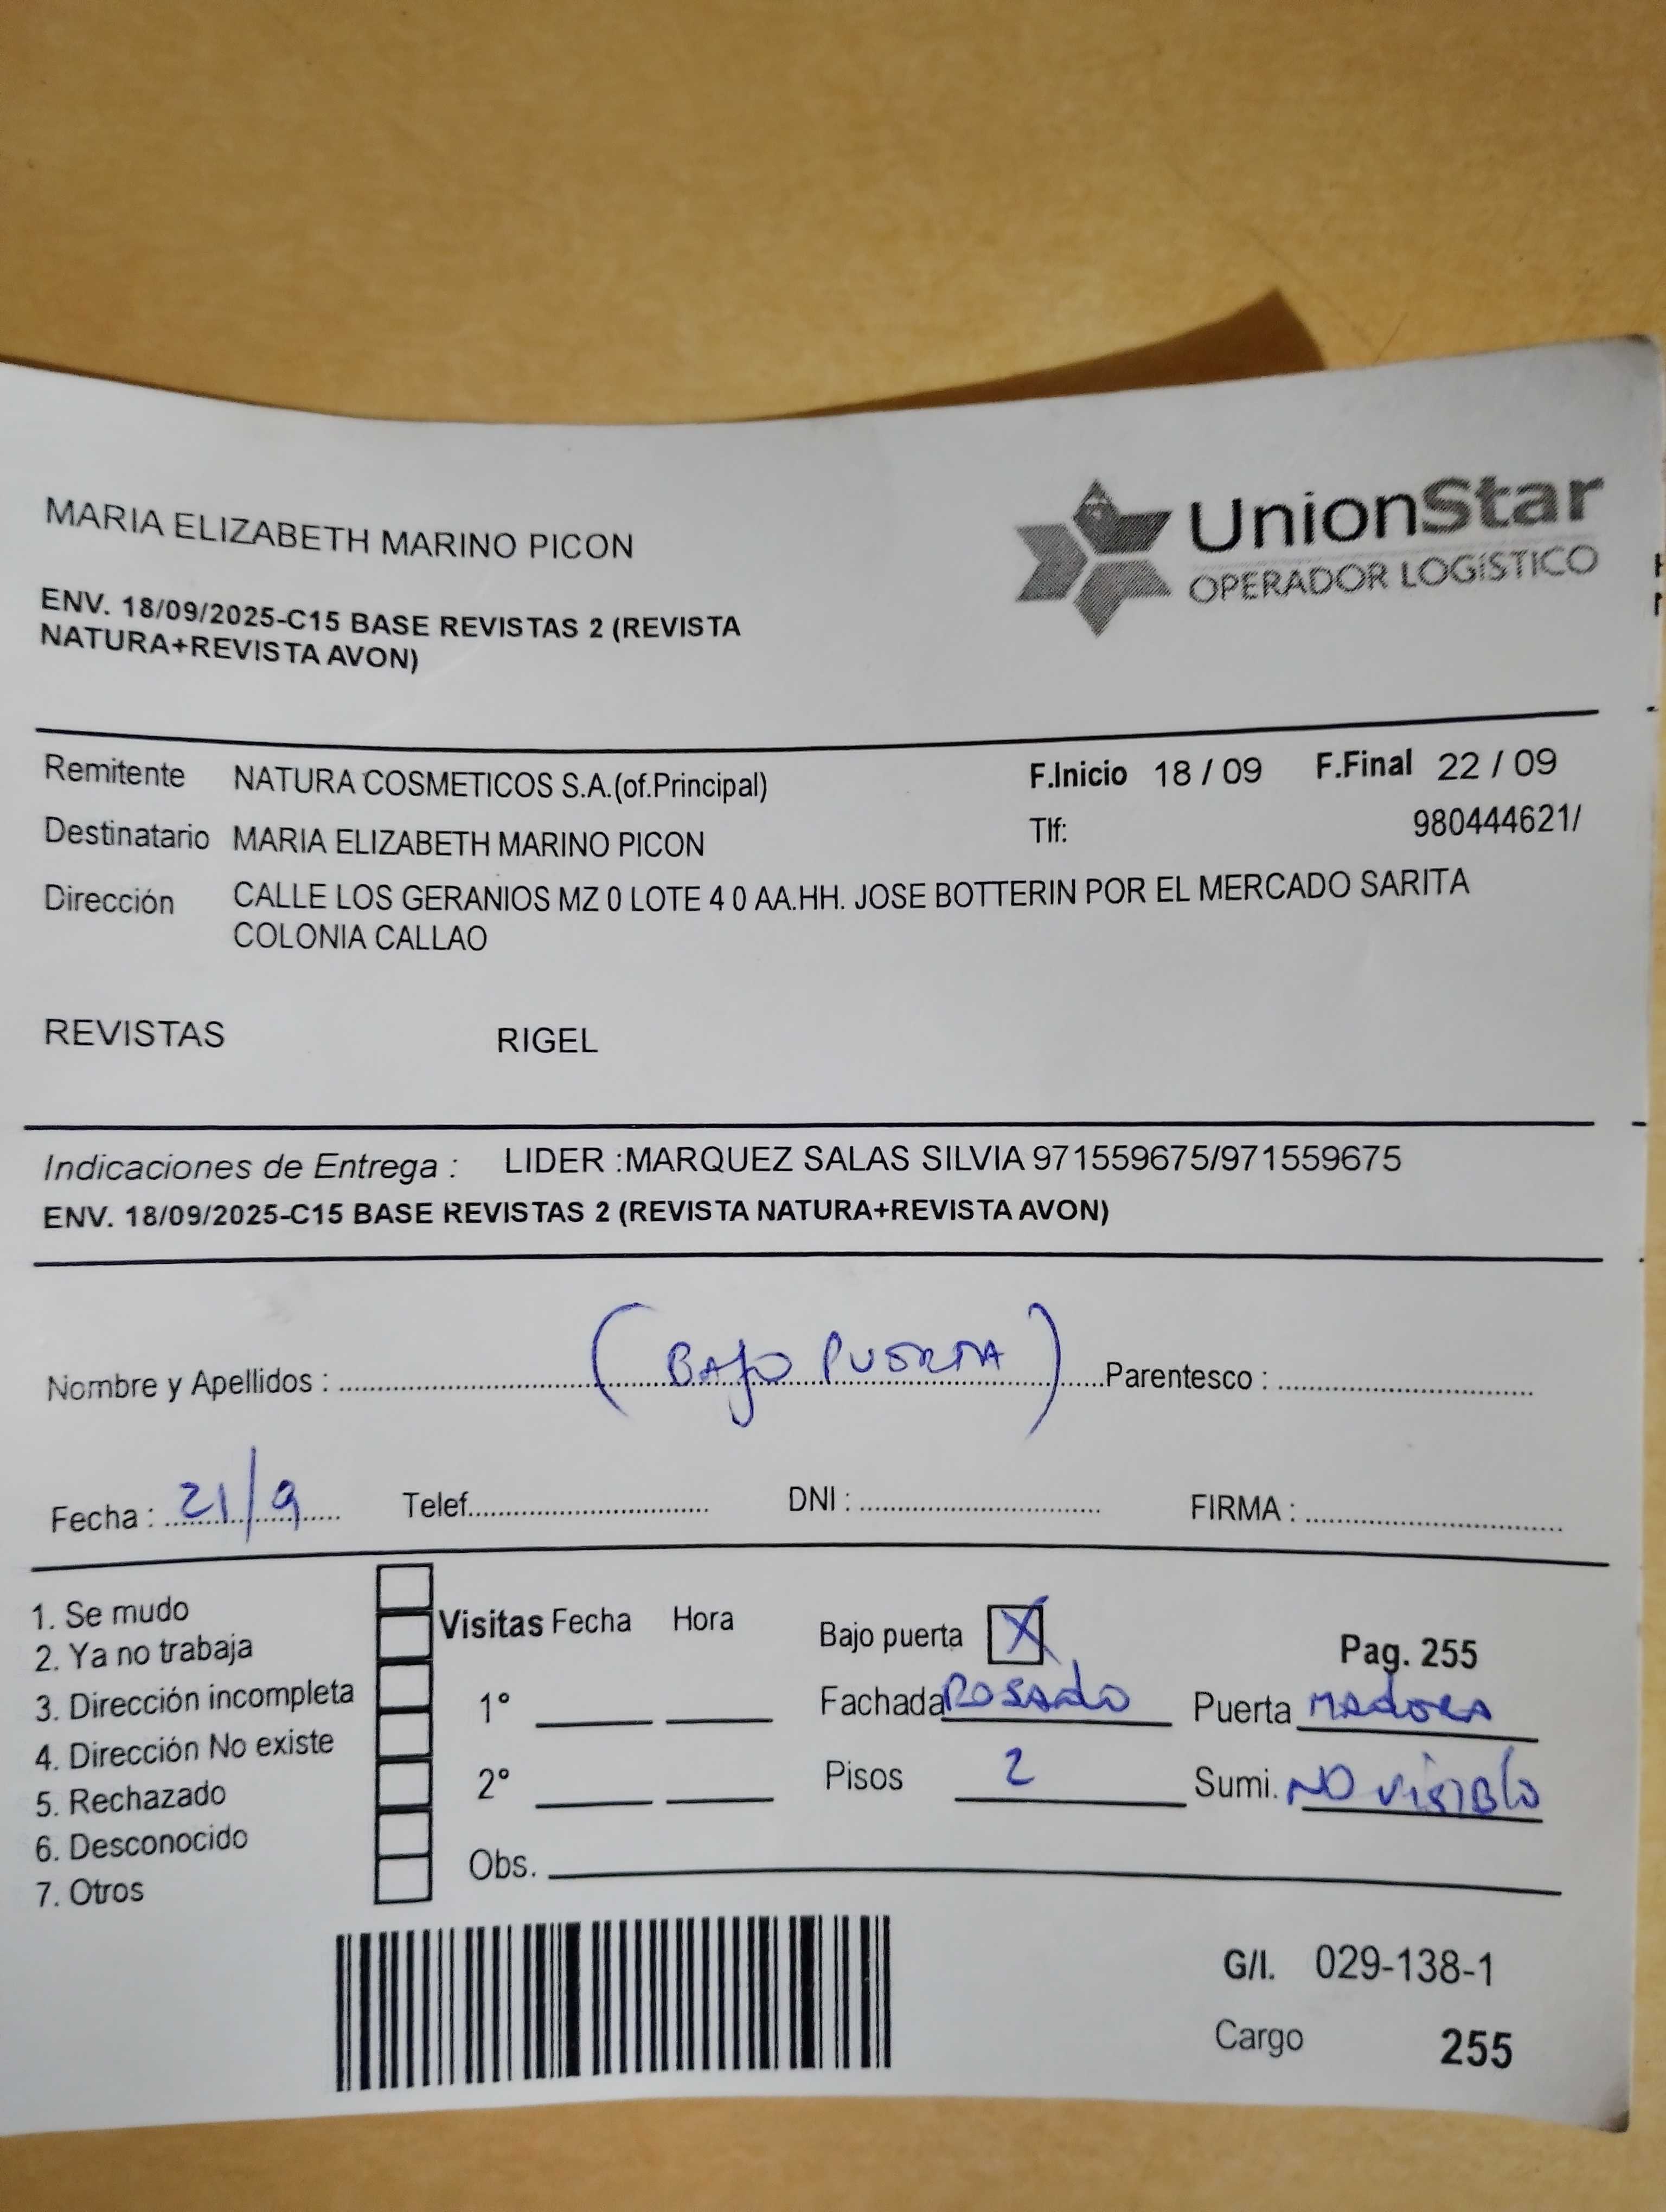 MARIA ELIZABETH MARINO PICON
UnionStar
OPERADOR LOGÍSTICO
ENV. 18/09/2025-C15 BASE REVISTAS 2 (REVISTA
NATURA+REVISTA AVON)
Remitente NATURA COSMETICOS S.A.(of.Principal) F.Inicio 18 / 09 F.Final 22 / 09
Destinatario MARIA ELIZABETH MARINO PICON Tlf: 980444621/
Dirección CALLE LOS GERANIOS MZ 0 LOTE 4 0 AA.HH. JOSE BOTTERIN POR EL MERCADO SARITA
COLONIA CALLAO
REVISTAS RIGEL
Indicaciones de Entrega : LIDER :MARQUEZ SALAS SILVIA 971559675/971559675
ENV. 18/09/2025-C15 BASE REVISTAS 2 (REVISTA NATURA+REVISTA AVON)
Nombre y Apellidos : (BAJO PUERTA) Parentesco :
Fecha : 21/9 Telef. DNI : FIRMA :
1. Se mudo
2. Ya no trabaja
3. Dirección incompleta
4. Dirección No existe
5. Rechazado
6. Desconocido
7. Otros
Visitas Fecha Hora
1°
2°
Obs.
Bajo puerta X Pag. 255
Fachada ROSADO Puerta MADERA
Pisos 2 Sumi. NO VISIBLE
G/I. 029-138-1
Cargo 255